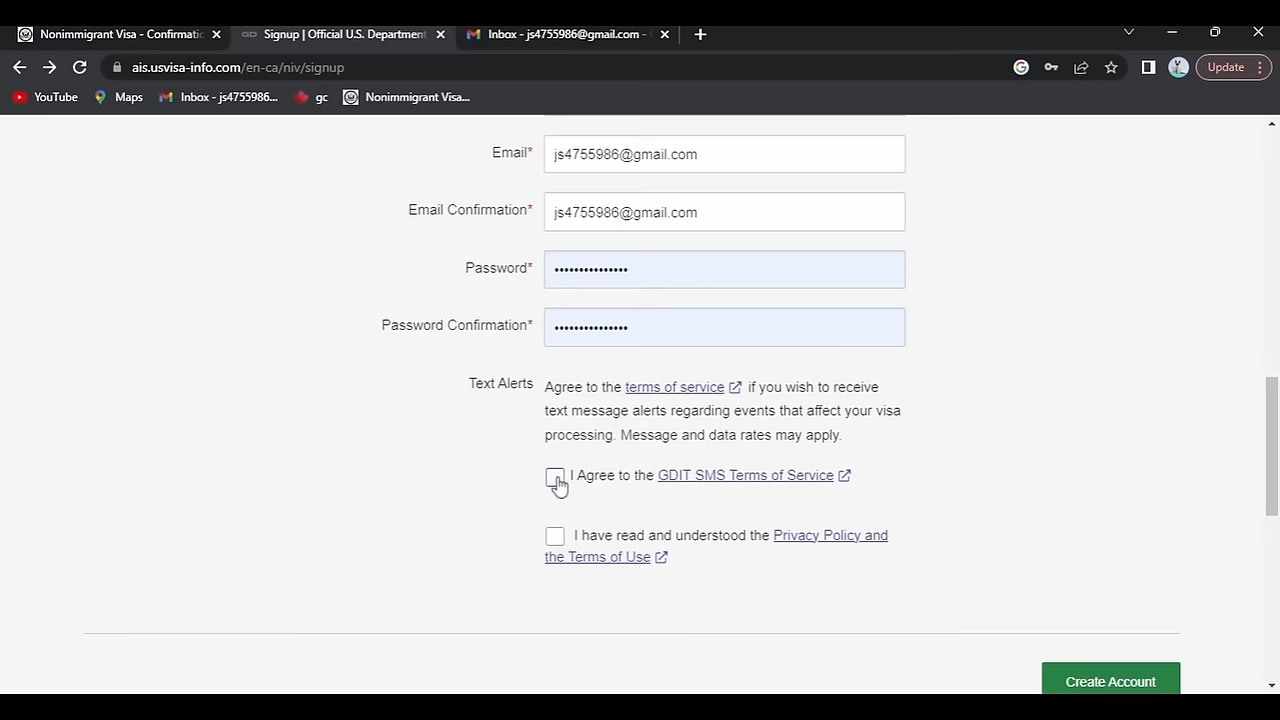 Nonimmigrant Visa - Confirmatic
GD Signup | Official U.S. Department
Inbox - js4755986@gmail.com -
ais.usvisa-info.com/en-ca/niv/signup
Update
YouTube
Maps
Inbox - js4755986...
gc
Nonimmigrant Visa...
Email*
js4755986@gmail.com
Email Confirmation*
js4755986@gmail.com
Password*
•••••••••••••••
Password Confirmation*
•••••••••••••••
Text Alerts
Agree to the terms of service if you wish to receive
text message alerts regarding events that affect your visa
processing. Message and data rates may apply.
I Agree to the GDIT SMS Terms of Service
I have read and understood the Privacy Policy and
the Terms of Use
Create Account